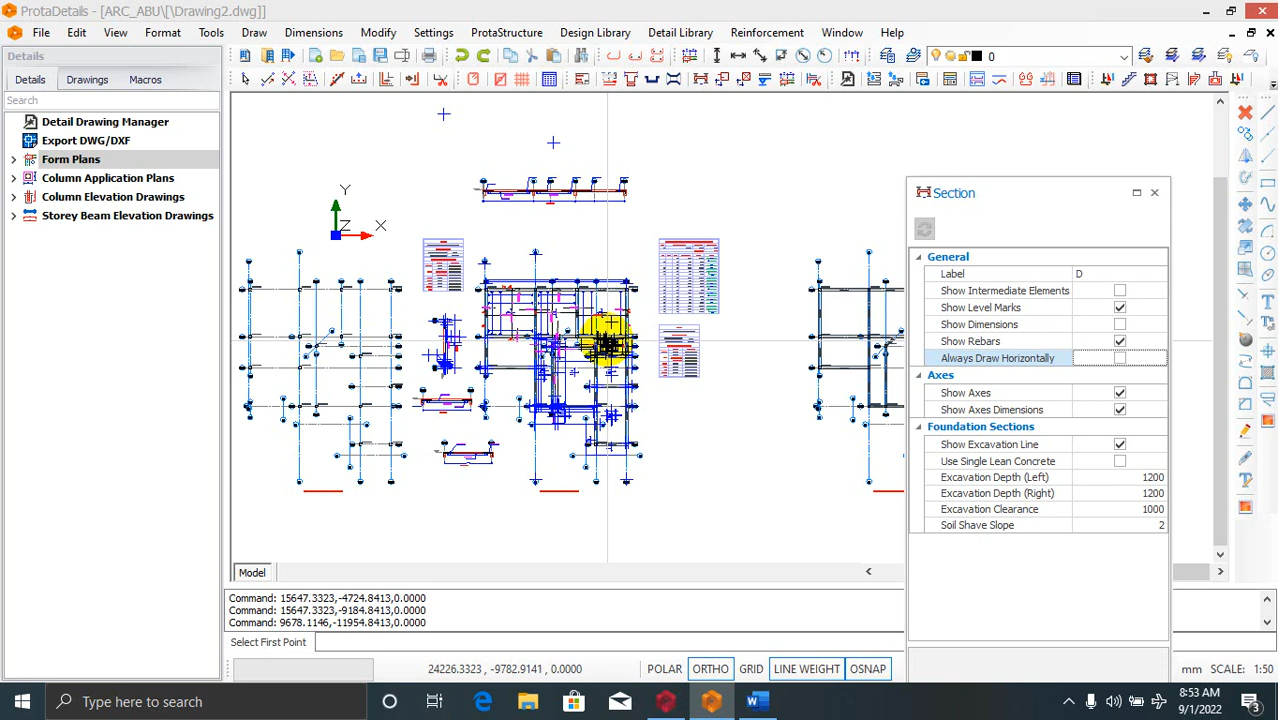 ProtaDetails - [ARC_ABU\[\Drawing2.dwg]]
File Edit View Format Tools Draw Dimensions Modify Settings ProtaStructure Design Library Detail Library Reinforcement Window Help
Details
0
Details Drawings Macros
Search
Detail Drawing Manager
Export DWG/DXF
Form Plans
Column Application Plans
Column Elevation Drawings
Storey Beam Elevation Drawings
Y
Z X
Section
General
Label D
Show Intermediate Elements
Show Level Marks
Show Dimensions
Show Rebars
Always Draw Horizontally
Axes
Show Axes
Show Axes Dimensions
Foundation Sections
Show Excavation Line
Use Single Lean Concrete
Excavation Depth (Left) 1200
Excavation Depth (Right) 1200
Excavation Clearance 1000
Soil Shave Slope 2
Model
Command: 15647.3323,-4724.8413,0.0000
Command: 15647.3323,-9184.8413,0.0000
Command: 9678.1146,-11954.8413,0.0000
Select First Point
24226.3323 , -9782.9141 , 0.0000 POLAR ORTHO GRID LINE WEIGHT OSNAP mm SCALE: 1:50
Type here to search
8:53 AM
9/1/2022
3